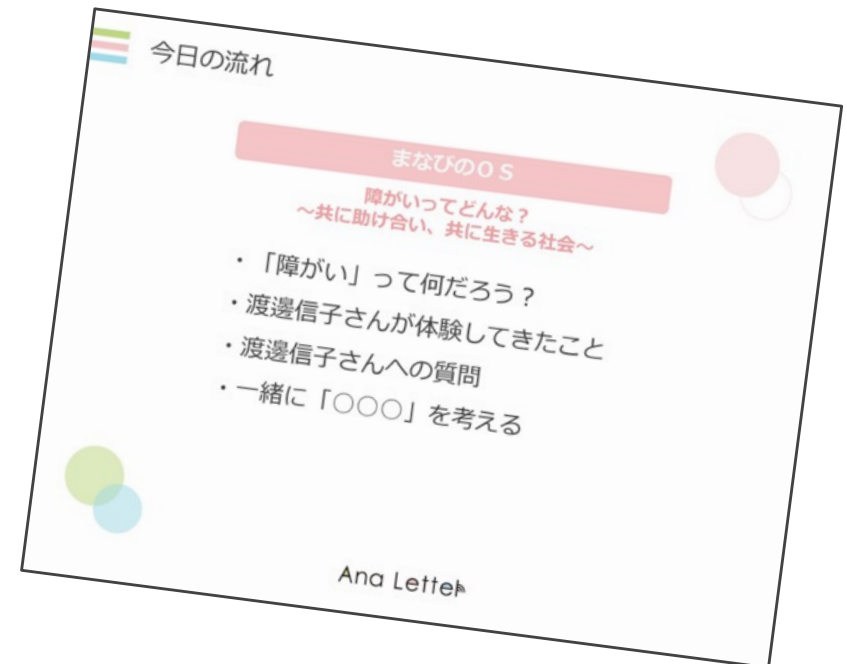 今日の流れ
まなびのＯＳ
障がいってどんな？
～共に助け合い、共に生きる社会～
・「障がい」って何だろう？
・渡邊信子さんが体験してきたこと
・渡邊信子さんへの質問
・一緒に「○○○」を考える
Ana Letter